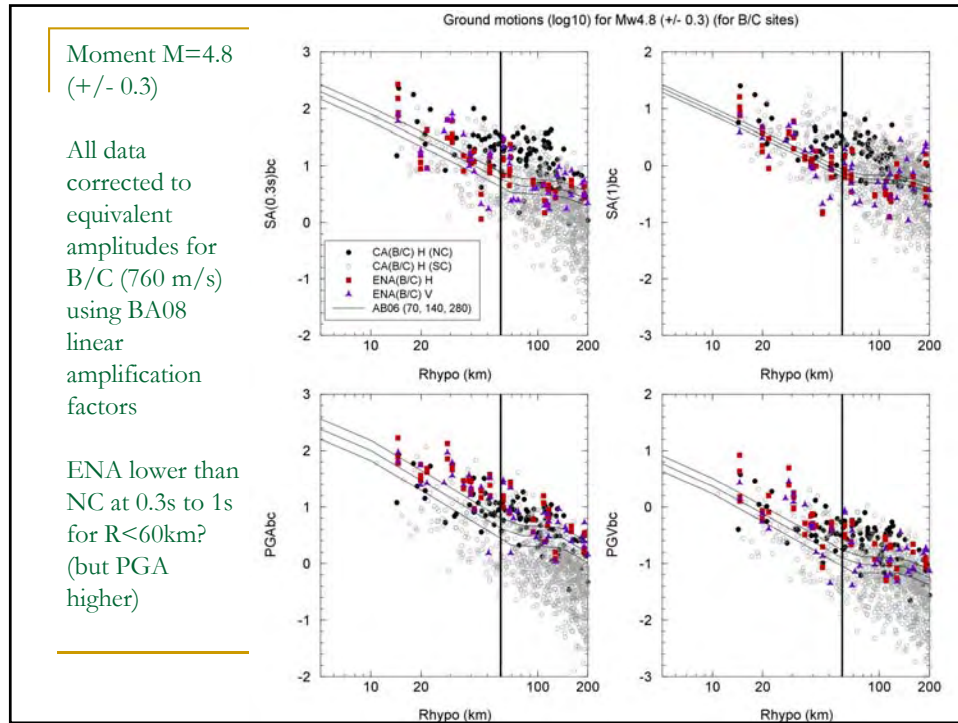 Moment M=4.8
(+/- 0.3)
All data
corrected to
equivalent
amplitudes for
B/C (760 m/s)
using BA08
linear
amplification
factors
ENA lower than
NC at 0.3s to 1s
for R<60km?
(but PGA
higher)
Ground motions (log10) for Mw4.8 (+/- 0.3) (for B/C sites)
3
2
1
0
-1
-2
SA(0.3s)bc
CA(B/C) H (NC)
CA(B/C) H (SC)
ENA(B/C) H
ENA(B/C) V
AB06 (70, 140, 280)
10
20
100
200
Rhypo (km)
2
1
0
-1
-2
-3
SA(1)bc
10
20
100
200
Rhypo (km)
3
2
1
0
-1
-2
PGAbc
10
20
100
200
Rhypo (km)
2
1
0
-1
-2
-3
PGVbc
10
20
100
200
Rhypo (km)